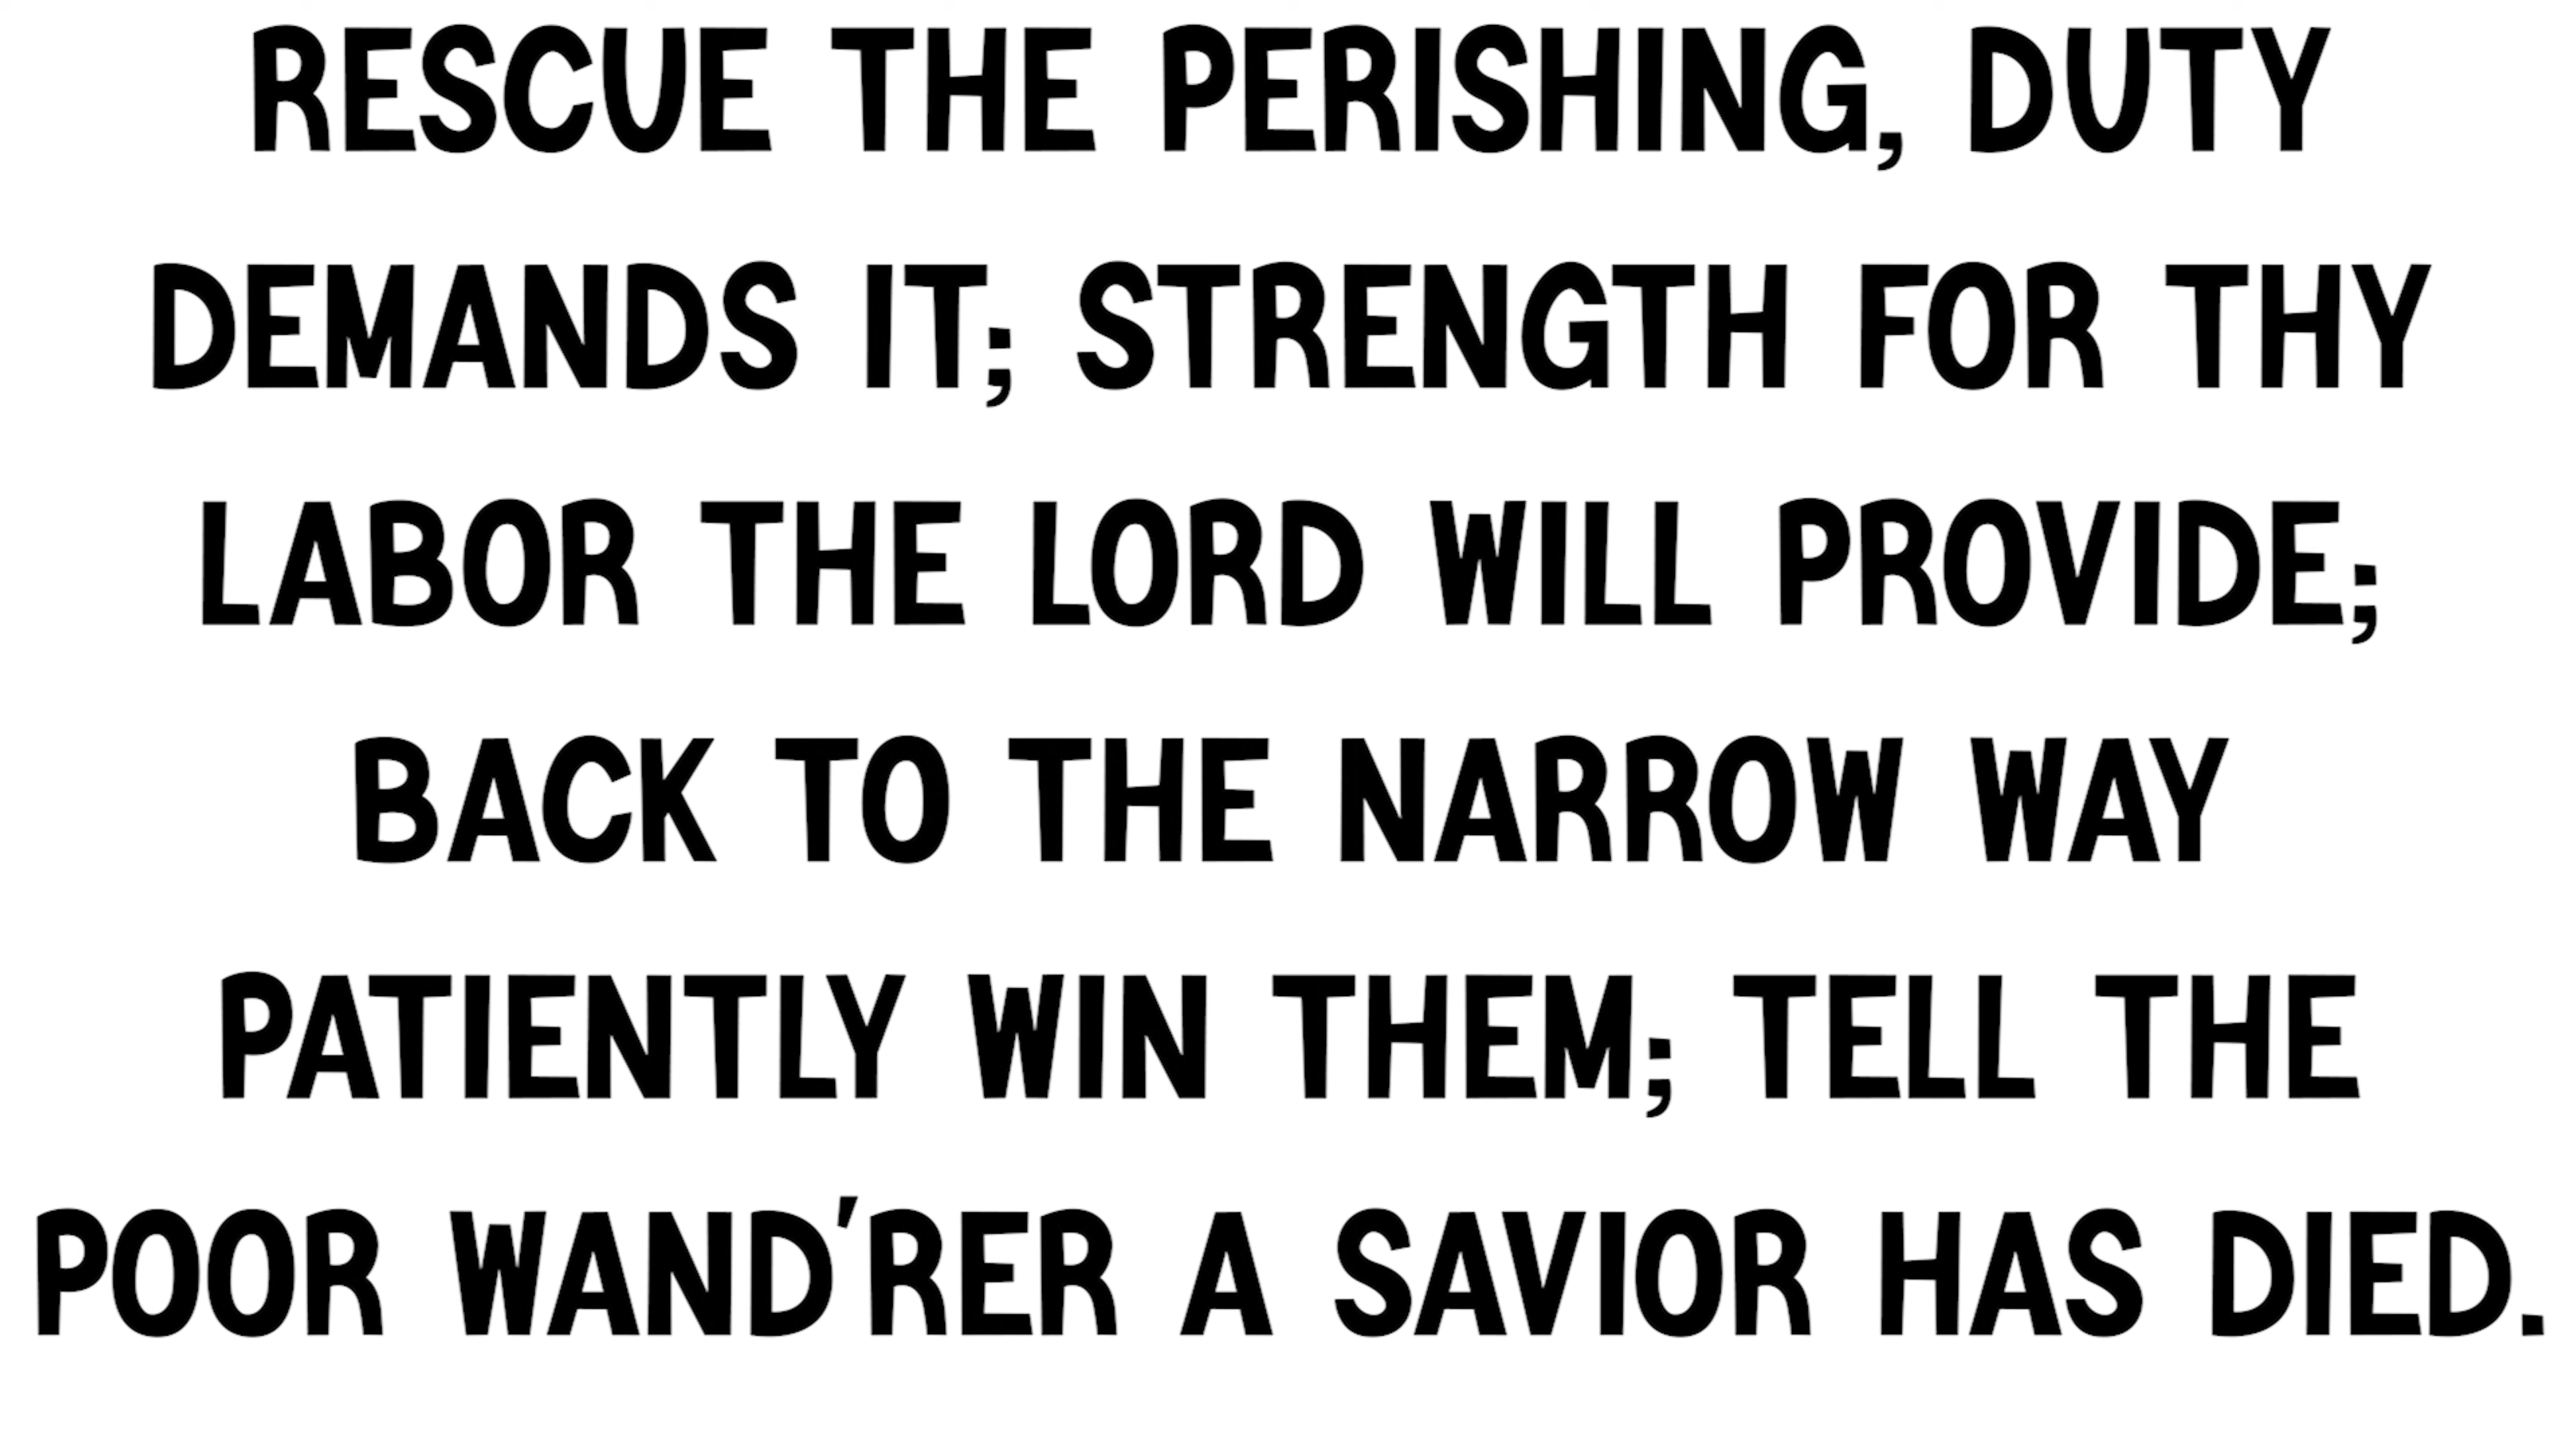 RESCUE THE PERISHING, DUTY
DEMANDS IT; STRENGTH FOR THY
LABOR THE LORD WILL PROVIDE;
BACK TO THE NARROW WAY
PATIENTLY WIN THEM; TELL THE
POOR WAND'RER A SAVIOR HAS DIED.